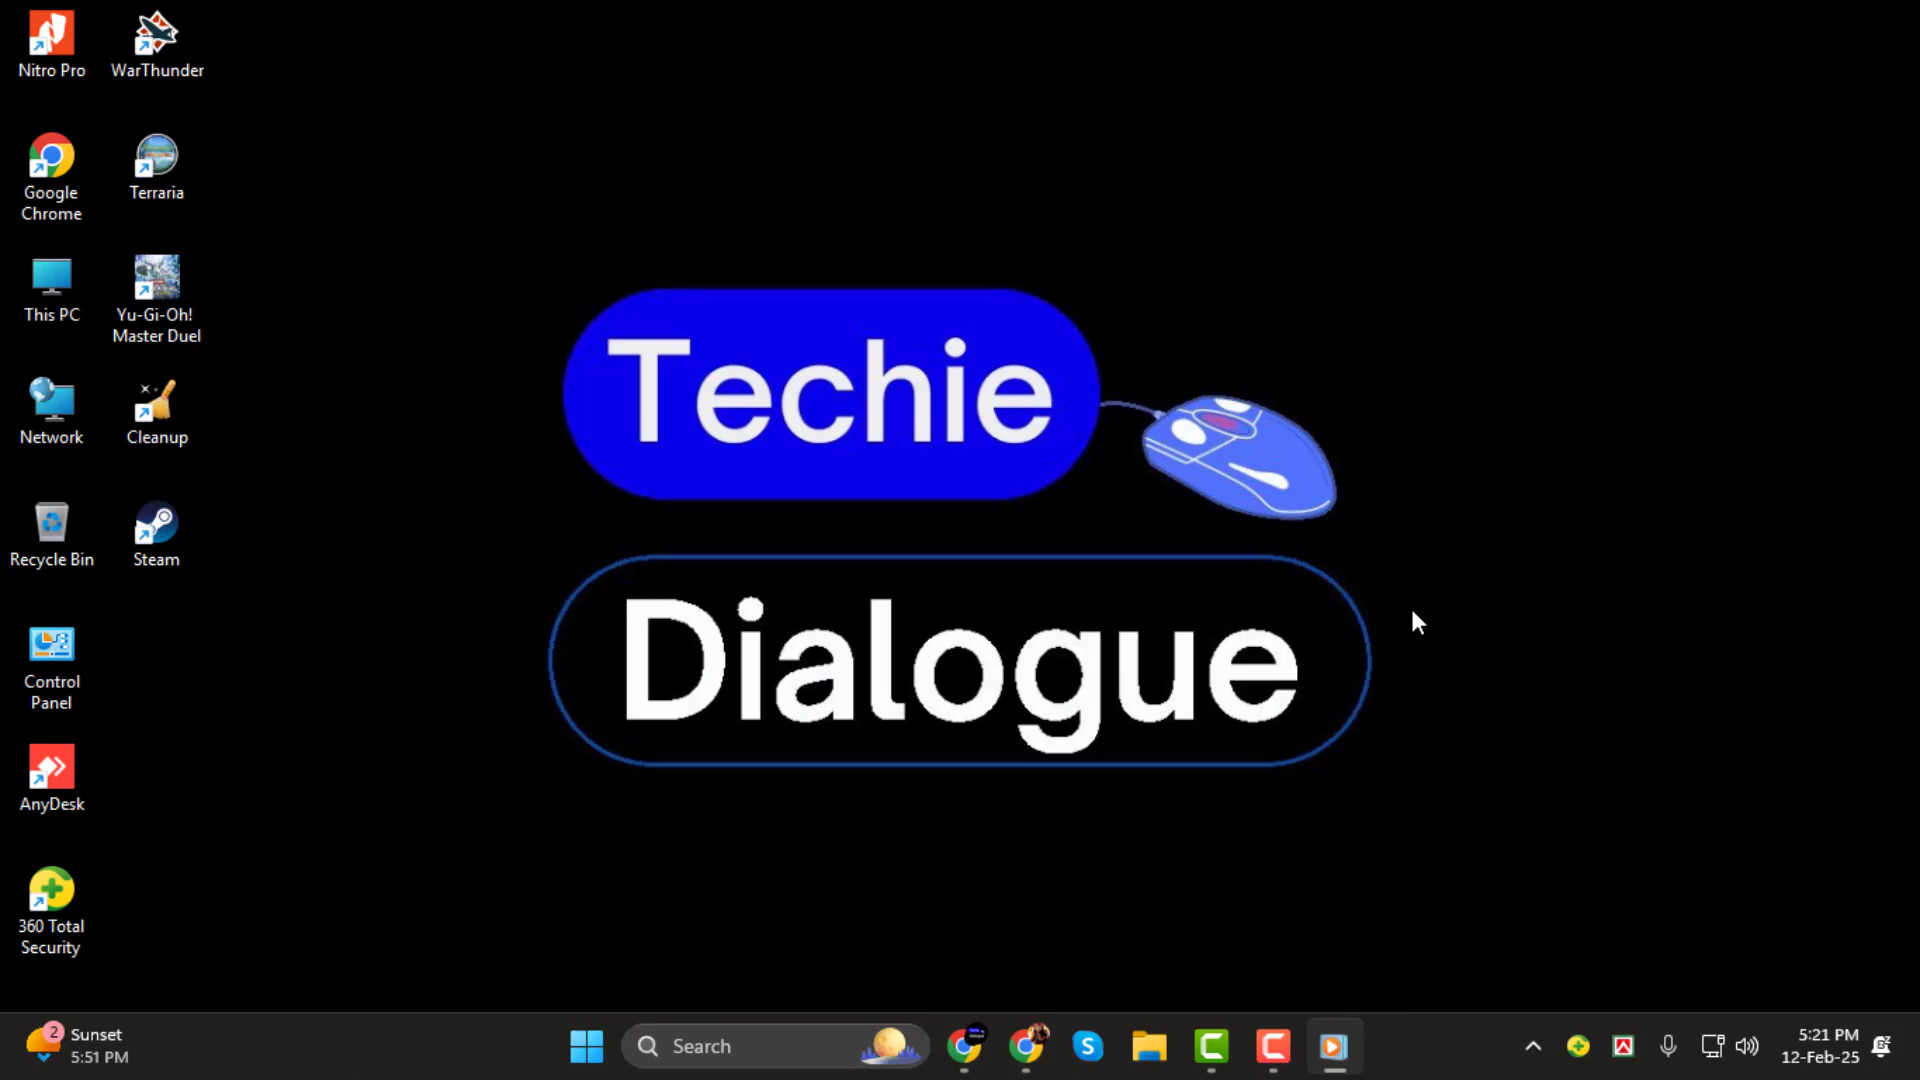 Nitro Pro
WarThunder
Google
Chrome
Terraria
This PC
Yu-Gi-Oh!
Master Duel
Network
Cleanup
Recycle Bin
Steam
Control
Panel
AnyDesk
360 Total
Security
Techie
Dialogue
2
Sunset
5:51 PM
Search
5:21 PM
12-Feb-25